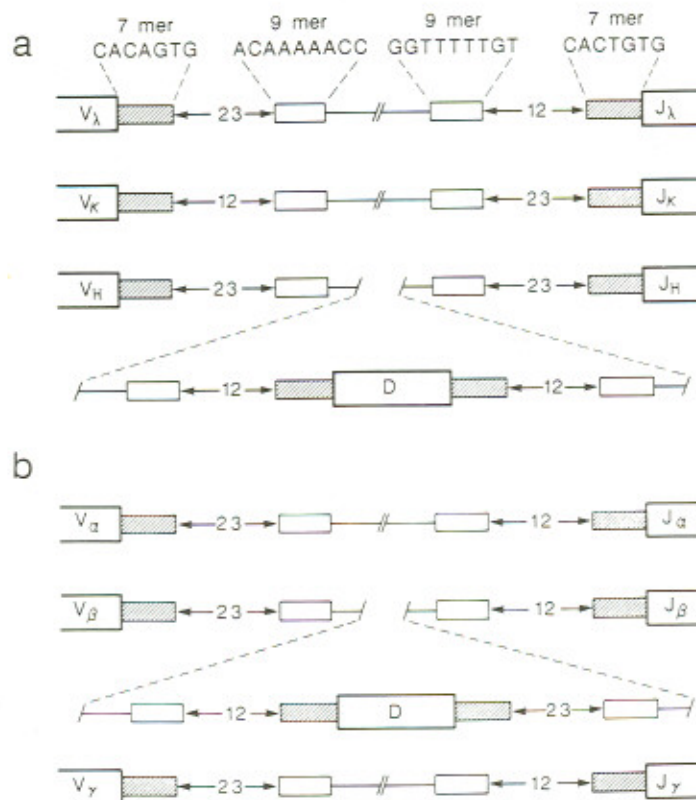 7 mer 9 mer 9 mer 7 mer
a CACAGTG ACAAAAACC GGTTTTTGT CACTGTG
Vλ 23 12 Jλ
Vκ 12 23 Jκ
VH 23 23 JH
12 D 12
b
Vα 23 12 Jα
Vβ 23 12 Jβ
12 D 23
Vγ 23 12 Jγ